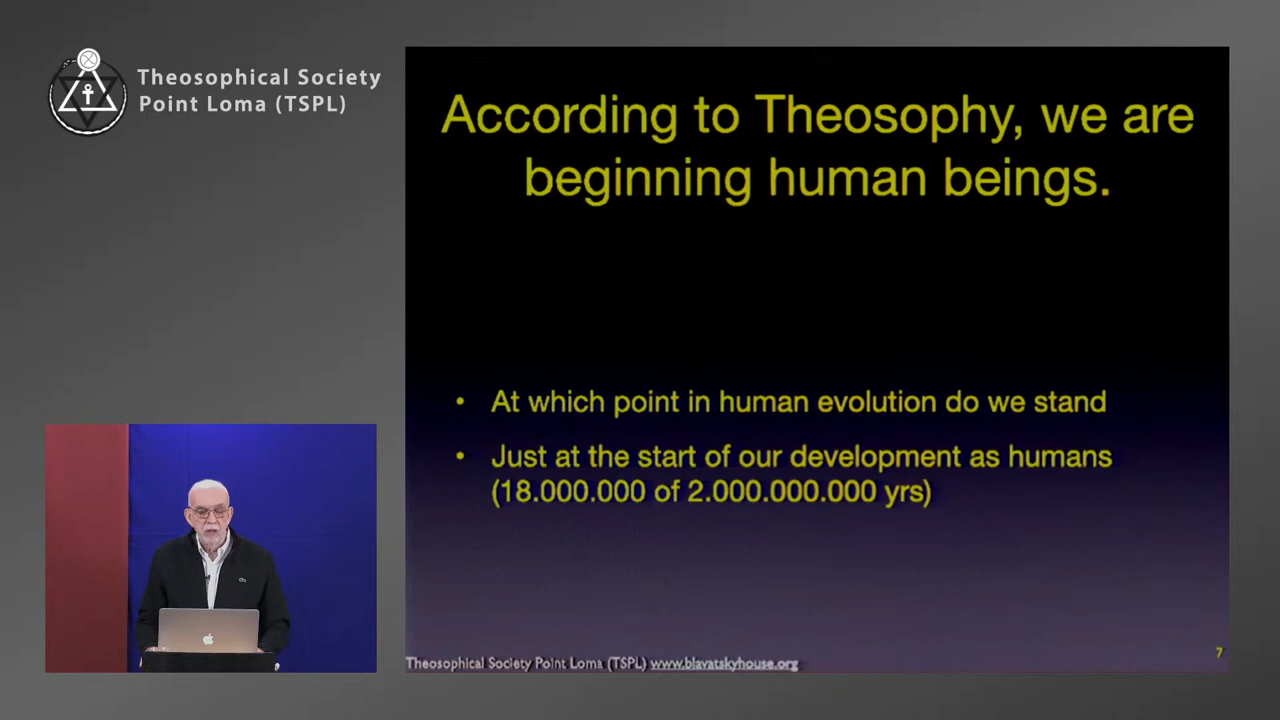 Theosophical Society
Point Loma (TSPL)
According to Theosophy, we are
beginning human beings.
• At which point in human evolution do we stand
• Just at the start of our development as humans
(18.000.000 of 2.000.000.000 yrs)
Theosophical Society Point Loma (TSPL) www.blavatskyhouse.org
7